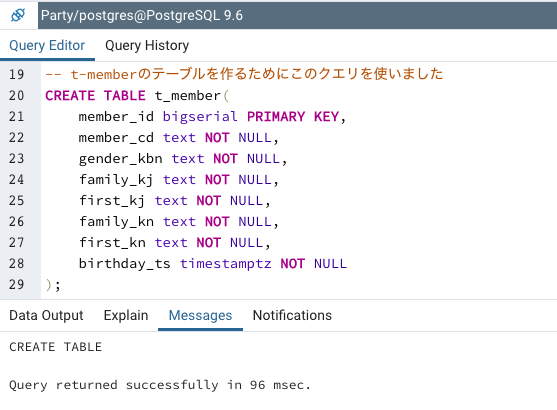 Party/postgres@PostgreSQL 9.6
Query Editor Query History
19 -- t-memberのテーブルを作るためにこのクエリを使いました
20 CREATE TABLE t_member(
21 member_id bigserial PRIMARY KEY,
22 member_cd text NOT NULL,
23 gender_kbn text NOT NULL,
24 family_kj text NOT NULL,
25 first_kj text NOT NULL,
26 family_kn text NOT NULL,
27 first_kn text NOT NULL,
28 birthday_ts timestamptz NOT NULL
29 );
Data Output Explain Messages Notifications
CREATE TABLE
Query returned successfully in 96 msec.